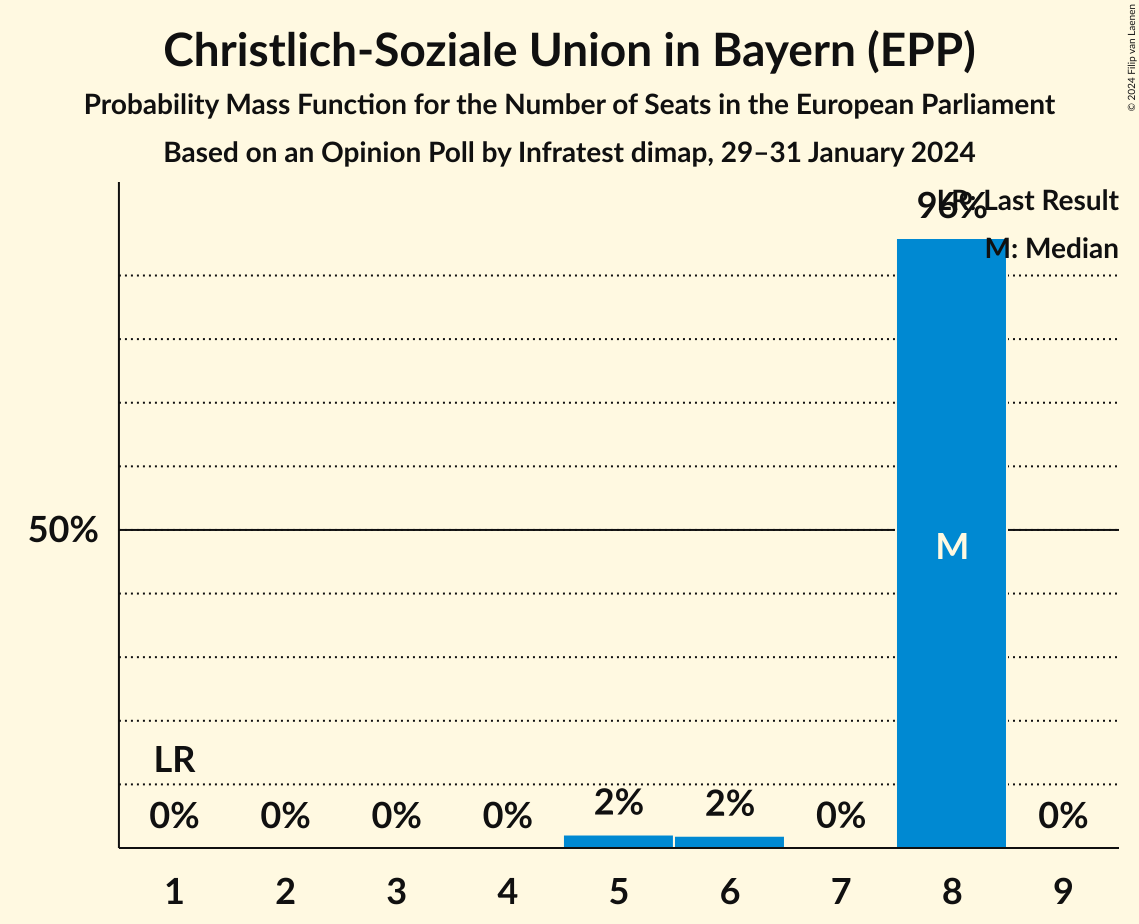 Christlich-Soziale Union in Bayern (EPP)
Probability Mass Function for the Number of Seats in the European Parliament
Based on an Opinion Poll by Infratest dimap, 29–31 January 2024
© 2024 Filip van Laenen
LR: Last Result
M: Median
96%
50%
M
LR
0% 0% 0% 0% 2% 2% 0% 0%
1 2 3 4 5 6 7 8 9